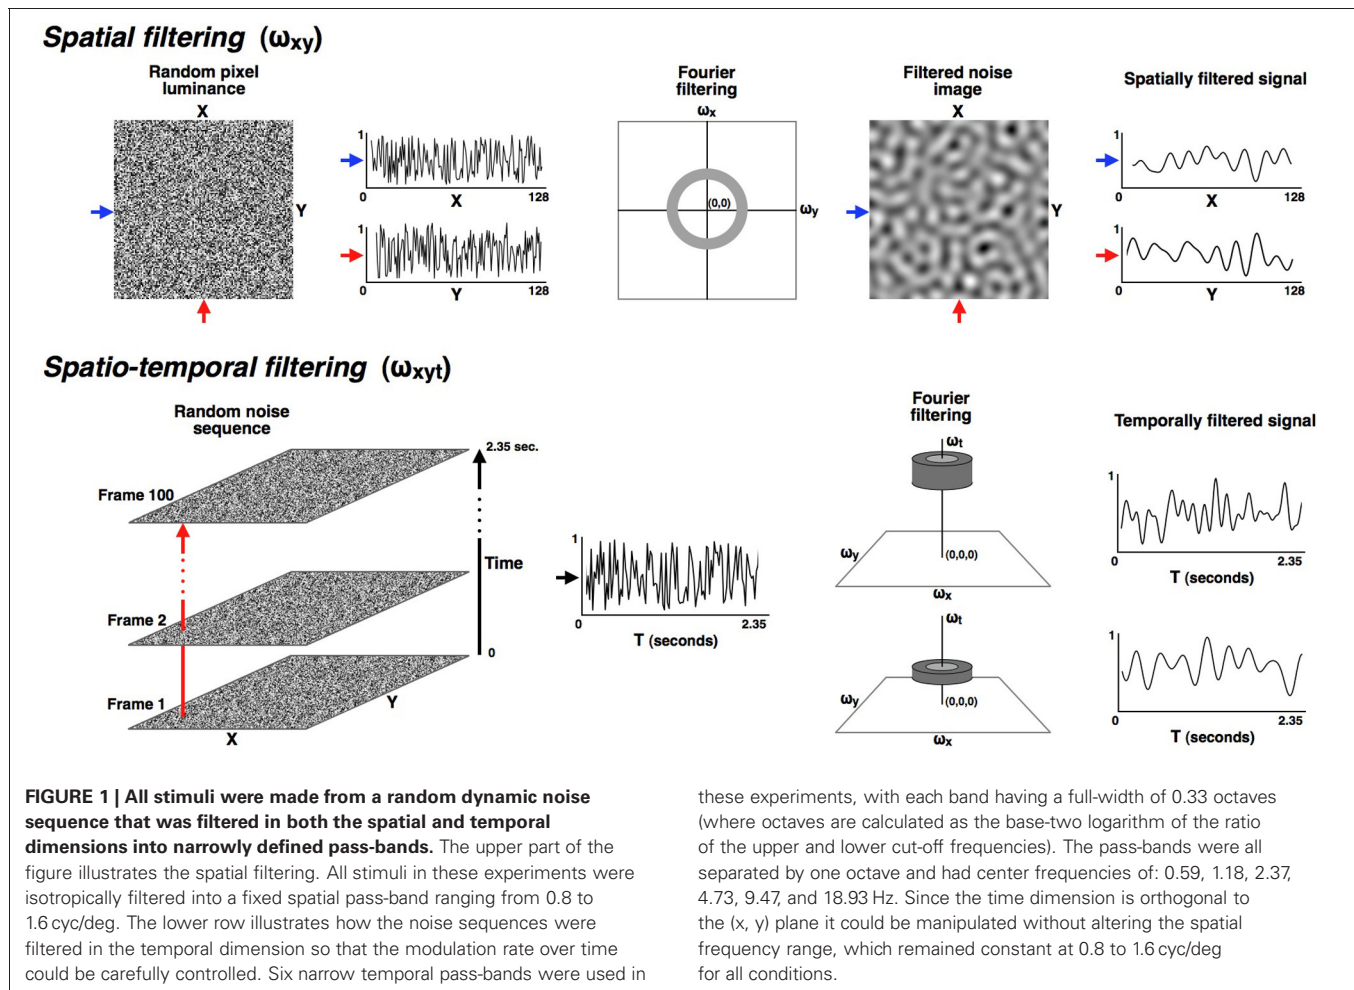 Spatial filtering (ωxy)
Random pixel
luminance
X
Y
1
0
X
128
1
0
Y
128
Fourier
filtering
ωx
(0,0)
ωy
Filtered noise
image
X
Y
Spatially filtered signal
1
0
X
128
1
0
Y
128
Spatio-temporal filtering (ωxyt)
Random noise
sequence
2.35 sec.
Frame 100
Time
Frame 2
0
Frame 1
Y
X
1
0
2.35
T (seconds)
Fourier
filtering
ωt
ωy
(0,0,0)
ωx
ωt
ωy
(0,0,0)
ωx
Temporally filtered signal
1
0
2.35
T (seconds)
1
0
2.35
T (seconds)
FIGURE 1 | All stimuli were made from a random dynamic noise
sequence that was filtered in both the spatial and temporal
dimensions into narrowly defined pass-bands. The upper part of the
figure illustrates the spatial filtering. All stimuli in these experiments were
isotropically filtered into a fixed spatial pass-band ranging from 0.8 to
1.6 cyc/deg. The lower row illustrates how the noise sequences were
filtered in the temporal dimension so that the modulation rate over time
could be carefully controlled. Six narrow temporal pass-bands were used in
these experiments, with each band having a full-width of 0.33 octaves
(where octaves are calculated as the base-two logarithm of the ratio
of the upper and lower cut-off frequencies). The pass-bands were all
separated by one octave and had center frequencies of: 0.59, 1.18, 2.37,
4.73, 9.47, and 18.93 Hz. Since the time dimension is orthogonal to
the (x, y) plane it could be manipulated without altering the spatial
frequency range, which remained constant at 0.8 to 1.6 cyc/deg
for all conditions.